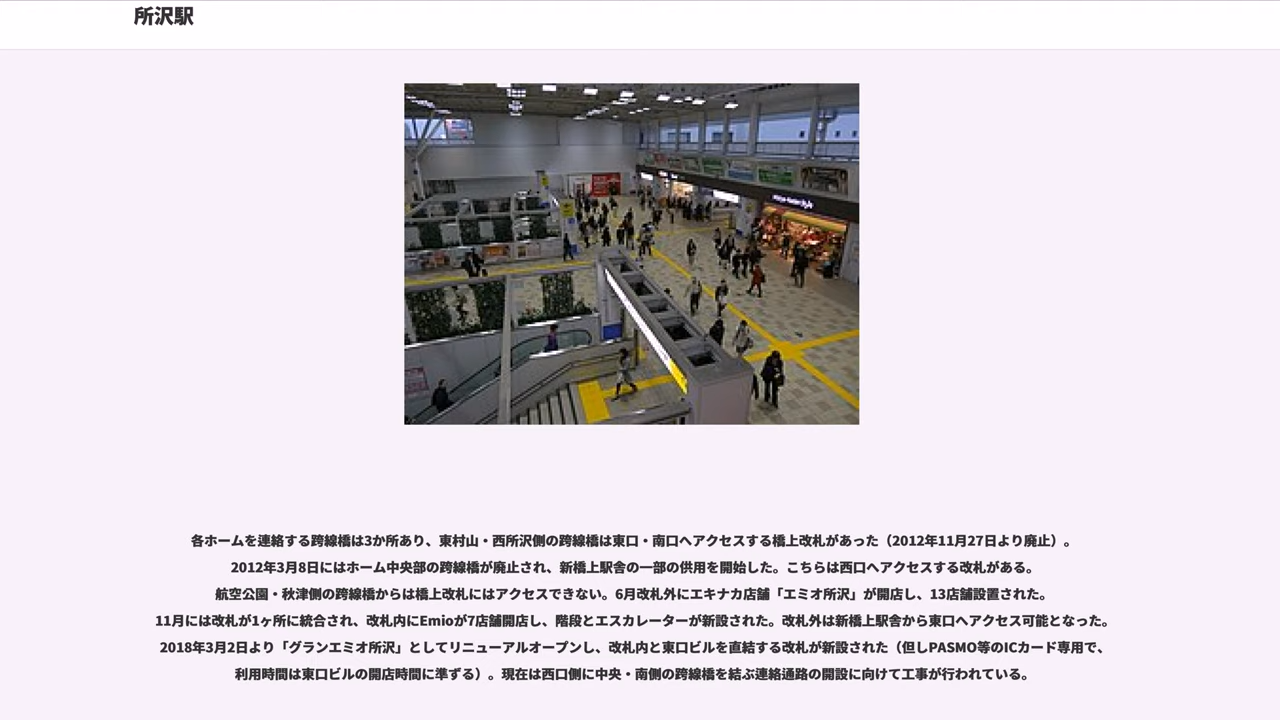 所沢駅
各ホームを連絡する跨線橋は3か所あり、東村山・西所沢側の跨線橋は東口・南口へアクセスする橋上改札があった（2012年11月27日より廃止）。
2012年3月8日にはホーム中央部の跨線橋が廃止され、新橋上駅舎の一部の供用を開始した。こちらは西口へアクセスする改札がある。
航空公園・秋津側の跨線橋からは橋上改札にはアクセスできない。6月改札外にエキナカ店舗「エミオ所沢」が開店し、13店舗設置された。
11月には改札が1ヶ所に統合され、改札内にEmioが7店舗開店し、階段とエスカレーターが新設された。改札外は新橋上駅舎から東口へアクセス可能となった。
2018年3月2日より「グランエミオ所沢」としてリニューアルオープンし、改札内と東口ビルを直結する改札が新設された（但しPASMO等のICカード専用で、
利用時間は東口ビルの開店時間に準ずる）。現在は西口側に中央・南側の跨線橋を結ぶ連絡通路の開設に向けて工事が行われている。